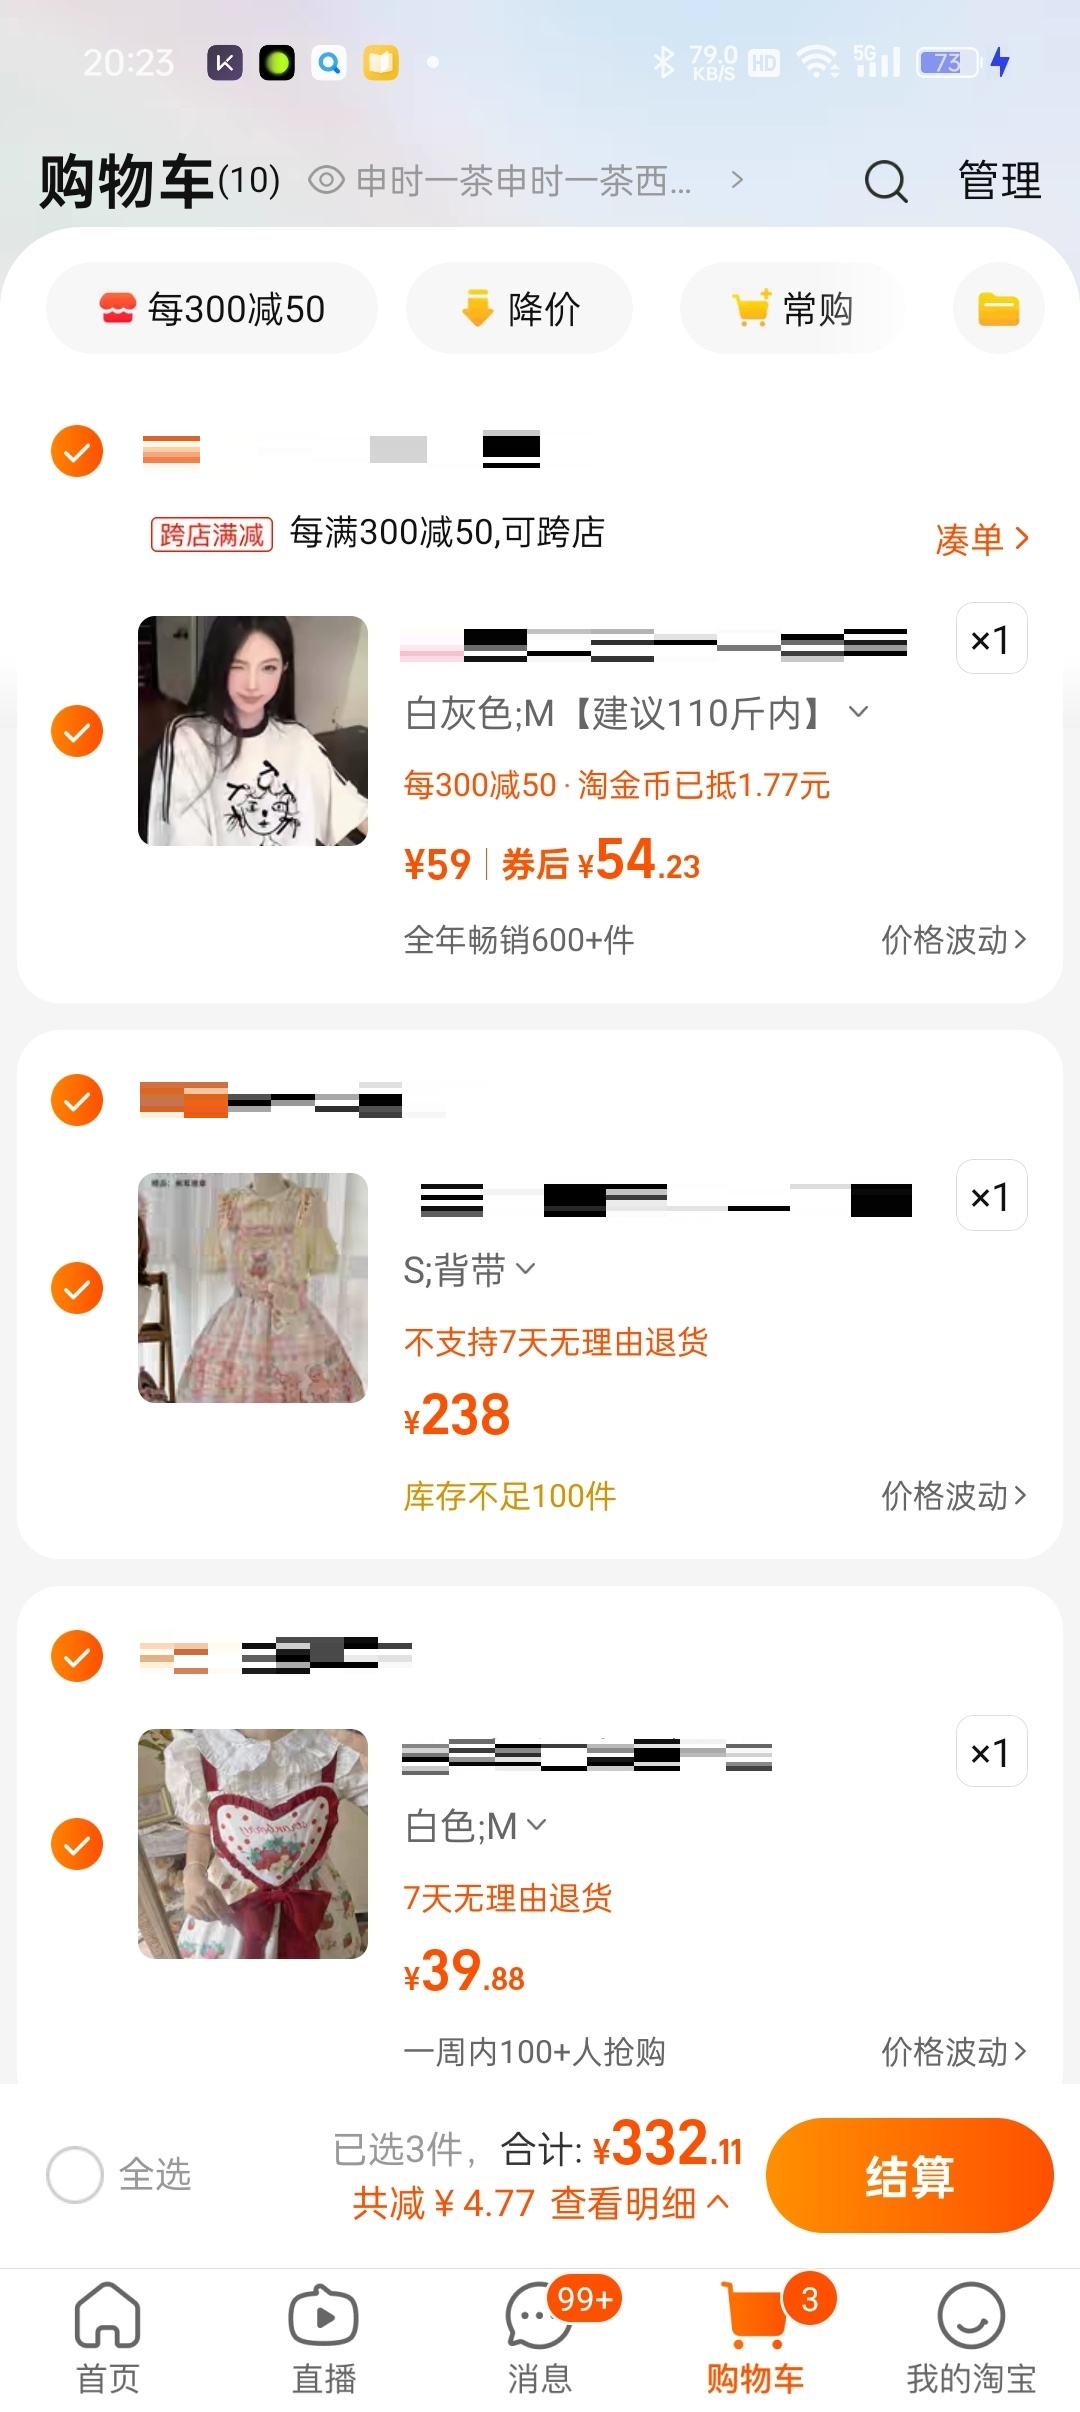 20:23
79.0 KB/S HD 5G 73
购物车(10) 申时一茶申时一茶西... 管理
每300减50 降价 常购
跨店满减 每满300减50,可跨店 凑单
×1
白灰色;M【建议110斤内】
每300减50 · 淘金币已抵1.77元
¥59 券后 ¥54.23
全年畅销600+件 价格波动
×1
S;背带
不支持7天无理由退货
¥238
库存不足100件 价格波动
×1
白色;M
7天无理由退货
¥39.88
一周内100+人抢购 价格波动
全选 已选3件, 合计: ¥332.11 结算
共减 ¥ 4.77 查看明细
99+ 3
首页 直播 消息 购物车 我的淘宝